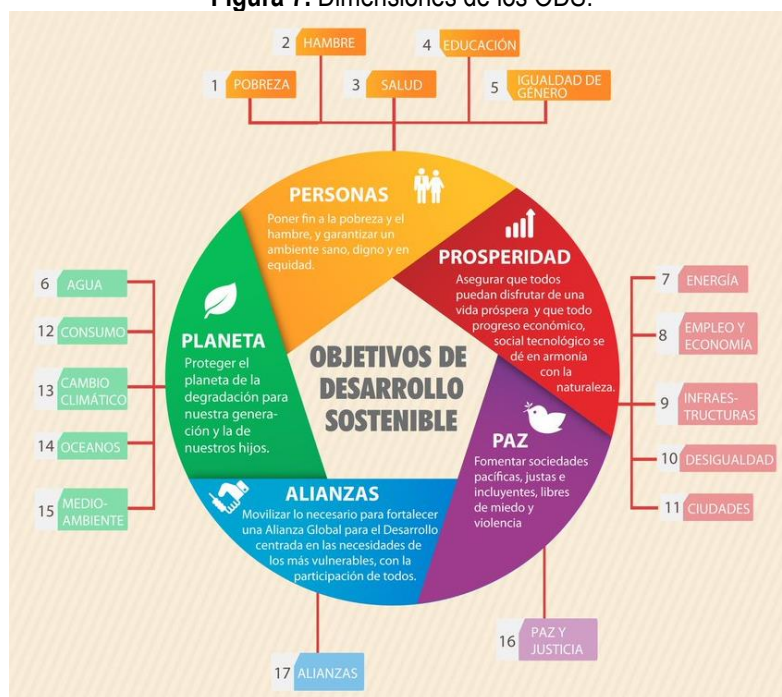 Figura 7. Dimensiones de los ODS.
2 HAMBRE
4 EDUCACIÓN
1 POBREZA
3 SALUD
5 IGUALDAD DE
GÉNERO
PERSONAS
Poner fin a la pobreza y el
hambre, y garantizar un
ambiente sano, digno y en
equidad.
PROSPERIDAD
Asegurar que todos
puedan disfrutar de una
vida próspera y que todo
progreso económico,
social tecnológico se
dé en armonía
con la
naturaleza.
7 ENERGÍA
8 EMPLEO Y
ECONOMÍA
9 INFRAES-
TRUCTURAS
10 DESIGUALDAD
11 CIUDADES
6 AGUA
12 CONSUMO
13 CAMBIO
CLIMÁTICO
14 OCEANOS
15 MEDIO-
AMBIENTE
PLANETA
Proteger el
planeta de la
degradación para
nuestra genera-
ción y la de
nuestros hijos.
OBJETIVOS DE
DESARROLLO
SOSTENIBLE
PAZ
Fomentar sociedades
pacíficas, justas e
incluyentes, libres
de miedo y
violencia
ALIANZAS
Movilizar lo necesario para fortalecer
una Alianza Global para el Desarrollo
centrada en las necesidades de
los más vulnerables, con la
participación de todos.
16 PAZ Y
JUSTICIA
17 ALIANZAS